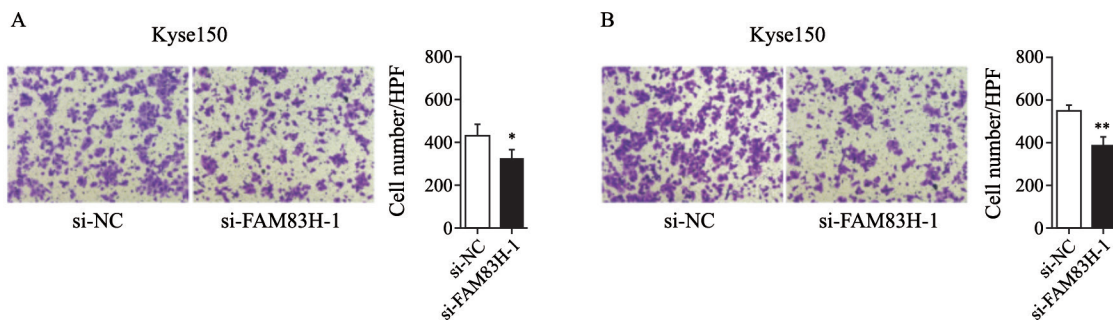 A
Kyse150
si-NC
si-FAM83H-1
Cell number/HPF
800
600
400
200
0
*
si-NC
si-FAM83H-1
B
Kyse150
si-NC
si-FAM83H-1
Cell number/HPF
800
600
400
200
0
**
si-NC
si-FAM83H-1